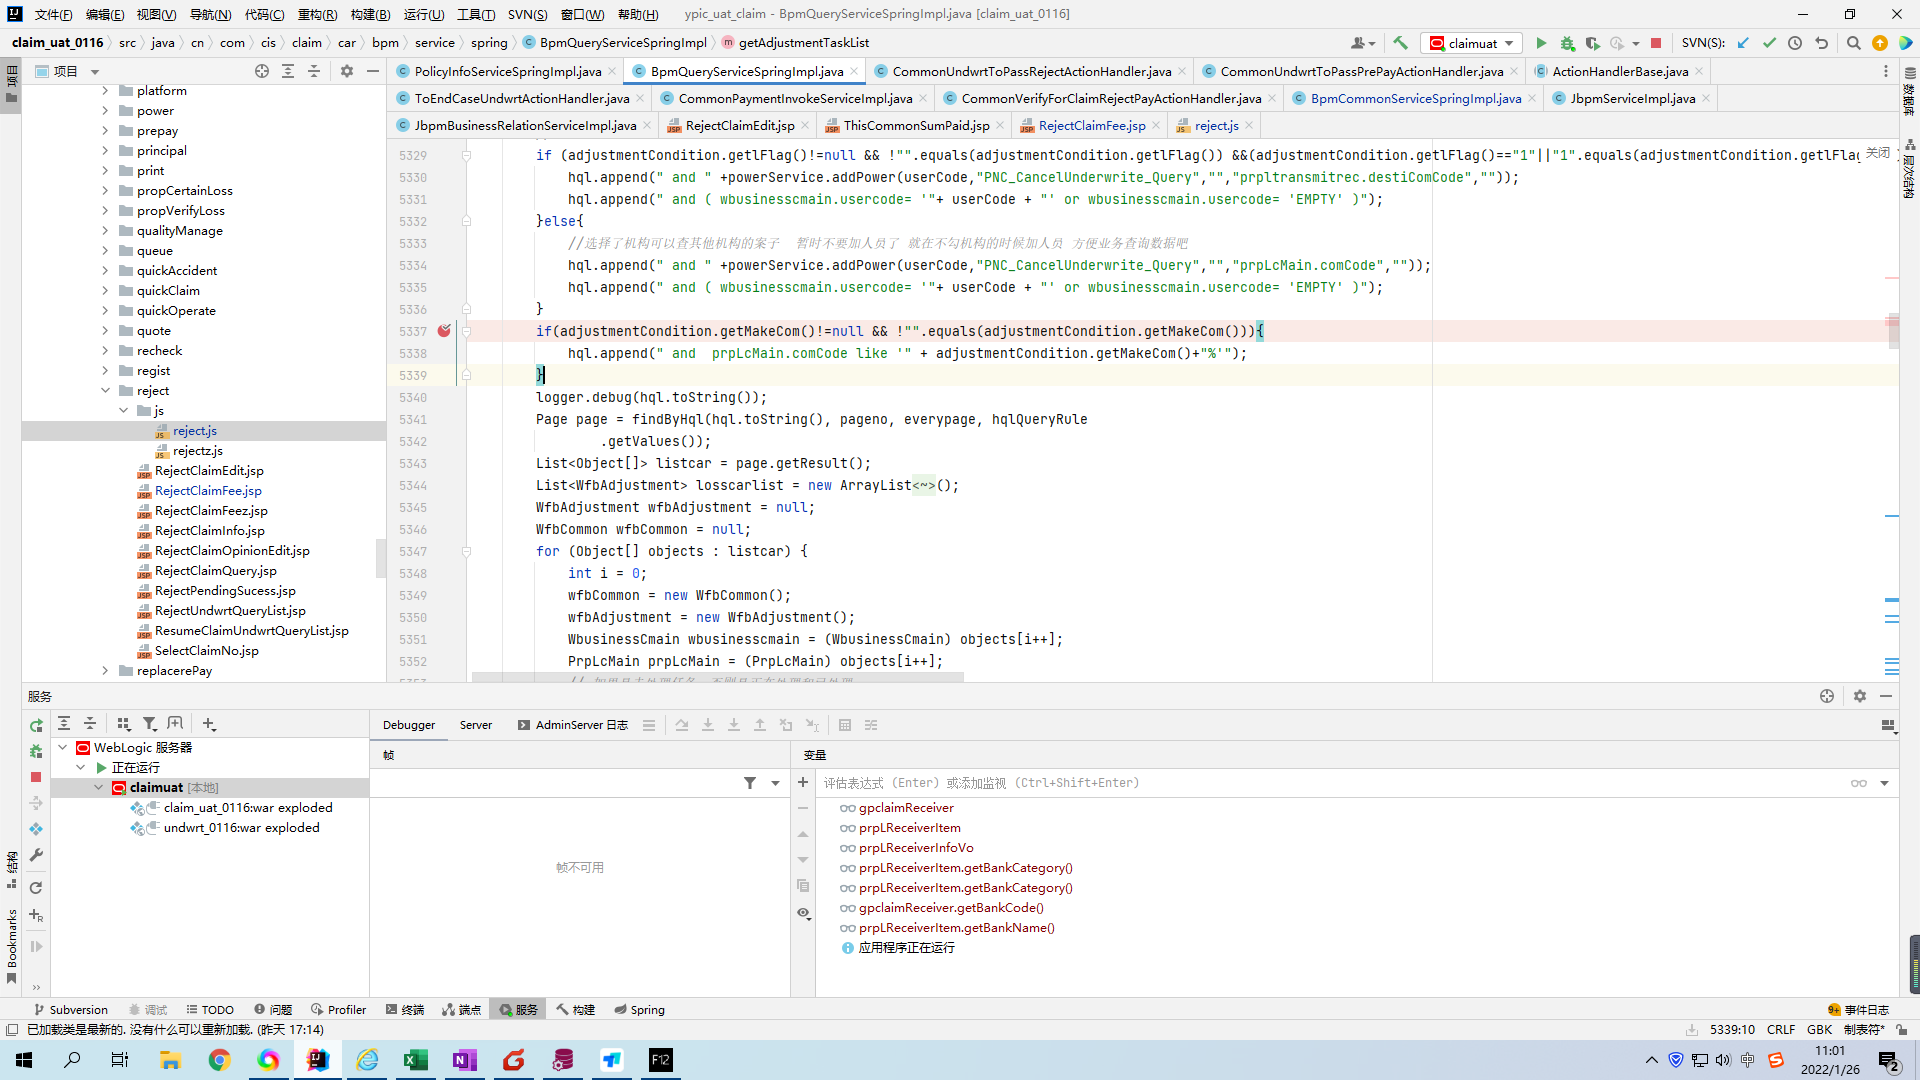 文件(F) 编辑(E) 视图(V) 导航(N) 代码(C) 重构(R) 构建(B) 运行(U) 工具(T) SVN(S) 窗口(W) 帮助(H) ypic_uat_claim - BpmQueryServiceSpringImpl.java [claim_uat_0116]
claim_uat_0116 src java cn com cis claim car bpm service spring BpmQueryServiceSpringImpl getAdjustmentTaskList claimuat SVN(S):
项目
PolicyInfoServiceSpringImpl.java BpmQueryServiceSpringImpl.java CommonUndwrtToPassRejectActionHandler.java CommonUndwrtToPassPrePayActionHandler.java ActionHandlerBase.java
ToEndCaseUndwrtActionHandler.java CommonPaymentInvokeServiceImpl.java CommonVerifyForClaimRejectPayActionHandler.java BpmCommonServiceSpringImpl.java JbpmServiceImpl.java
JbpmBusinessRelationServiceImpl.java RejectClaimEdit.jsp ThisCommonSumPaid.jsp RejectClaimFee.jsp reject.js
项目
数据库
层次结构
platform
power
prepay
principal
print
propCertainLoss
propVerifyLoss
qualityManage
queue
quickAccident
quickClaim
quickOperate
quote
recheck
regist
reject
js
reject.js
rejectz.js
RejectClaimEdit.jsp
RejectClaimFee.jsp
RejectClaimFeez.jsp
RejectClaimInfo.jsp
RejectClaimOpinionEdit.jsp
RejectClaimQuery.jsp
RejectPendingSucess.jsp
RejectUndwrtQueryList.jsp
ResumeClaimUndwrtQueryList.jsp
SelectClaimNo.jsp
replacerePay
5329 if (adjustmentCondition.getlFlag()!=null && !"".equals(adjustmentCondition.getlFlag()) &&(adjustmentCondition.getlFlag()=="1"||"1".equals(adjustmentCondition.getlFlag 关闭
5330 hql.append(" and " +powerService.addPower(userCode,"PNC_CancelUnderwrite_Query","","prpltransmitrec.destiComCode",""));
5331 hql.append(" and ( wbusinesscmain.usercode= '"+ userCode + "' or wbusinesscmain.usercode= 'EMPTY' )");
5332 }else{
5333 //选择了机构可以查其他机构的案子 暂时不要加人员了 就在不勾机构的时候加人员 方便业务查询数据吧
5334 hql.append(" and " +powerService.addPower(userCode,"PNC_CancelUnderwrite_Query","","prpLcMain.comCode",""));
5335 hql.append(" and ( wbusinesscmain.usercode= '"+ userCode + "' or wbusinesscmain.usercode= 'EMPTY' )");
5336 }
5337 if(adjustmentCondition.getMakeCom()!=null && !"".equals(adjustmentCondition.getMakeCom())){
5338 hql.append(" and  prpLcMain.comCode like '" + adjustmentCondition.getMakeCom()+"%'");
5339 }
5340 logger.debug(hql.toString());
5341 Page page = findByHql(hql.toString(), pageno, everypage, hqlQueryRule
5342 .getValues());
5343 List<Object[]> listcar = page.getResult();
5344 List<WfbAdjustment> losscarlist = new ArrayList<~>();
5345 WfbAdjustment wfbAdjustment = null;
5346 WfbCommon wfbCommon = null;
5347 for (Object[] objects : listcar) {
5348 int i = 0;
5349 wfbCommon = new WfbCommon();
5350 wfbAdjustment = new WfbAdjustment();
5351 WbusinessCmain wbusinesscmain = (WbusinessCmain) objects[i++];
5352 PrpLcMain prpLcMain = (PrpLcMain) objects[i++];
服务
Debugger Server AdminServer 日志
WebLogic 服务器
正在运行
claimuat [本地]
claim_uat_0116:war exploded
undwrt_0116:war exploded
帧
帧不可用
变量
评估表达式 (Enter) 或添加监视 (Ctrl+Shift+Enter)
gpclaimReceiver
prpLReceiverItem
prpLReceiverInfoVo
prpLReceiverItem.getBankCategory()
prpLReceiverItem.getBankCategory()
gpclaimReceiver.getBankCode()
prpLReceiverItem.getBankName()
应用程序正在运行
结构
Bookmarks
Subversion 调试 TODO 问题 Profiler 终端 端点 服务 构建 Spring 9+ 事件日志
已加载类是最新的. 没有什么可以重新加载. (昨天 17:14) 5339:10 CRLF GBK 制表符*
F12
中
11:01
2022/1/26
2